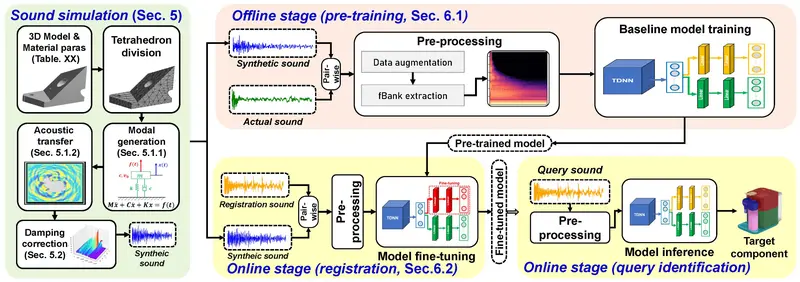 Sound simulation (Sec. 5)
3D Model &
Material paras
(Table. XX)
Tetrahedron
division
Acoustic
transfer
(Sec. 5.1.2)
Modal
generation
(Sec. 5.1.1)
f(t)
Mẍ + Cẋ + Kx = f(t)
Damping
correction
(Sec. 5.2)
Syntheic
sound
Offline stage (pre-training, Sec. 6.1)
Synthetic sound
Actual sound
Pair-
wise
Pre-processing
Data augmentation
fBank extraction
Baseline model training
TDNN
Pre-trained model
Registration sound
Syntheic sound
Pair-
wise
Pre-
processing
Fine-tuning
TDNN
Model fine-tuning
Online stage (registration, Sec.6.2)
Fine-tuned model
Query sound
Pre-
processing
TDNN
Model inference
Target
component
Online stage (query identification)